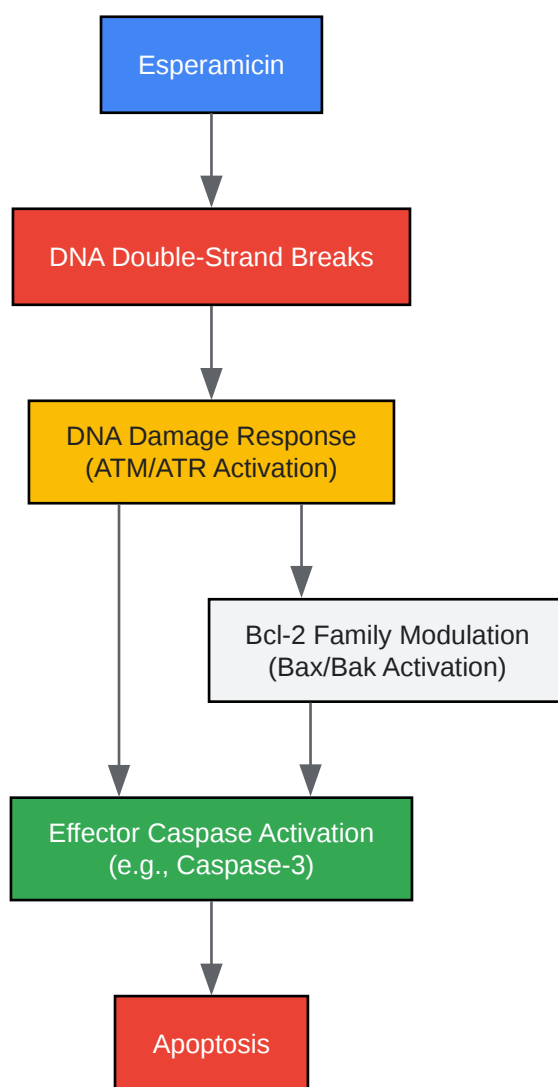 Esperamicin
DNA Double-Strand Breaks
DNA Damage Response
(ATM/ATR Activation)
Bcl-2 Family Modulation
(Bax/Bak Activation)
Effector Caspase Activation
(e.g., Caspase-3)
Apoptosis